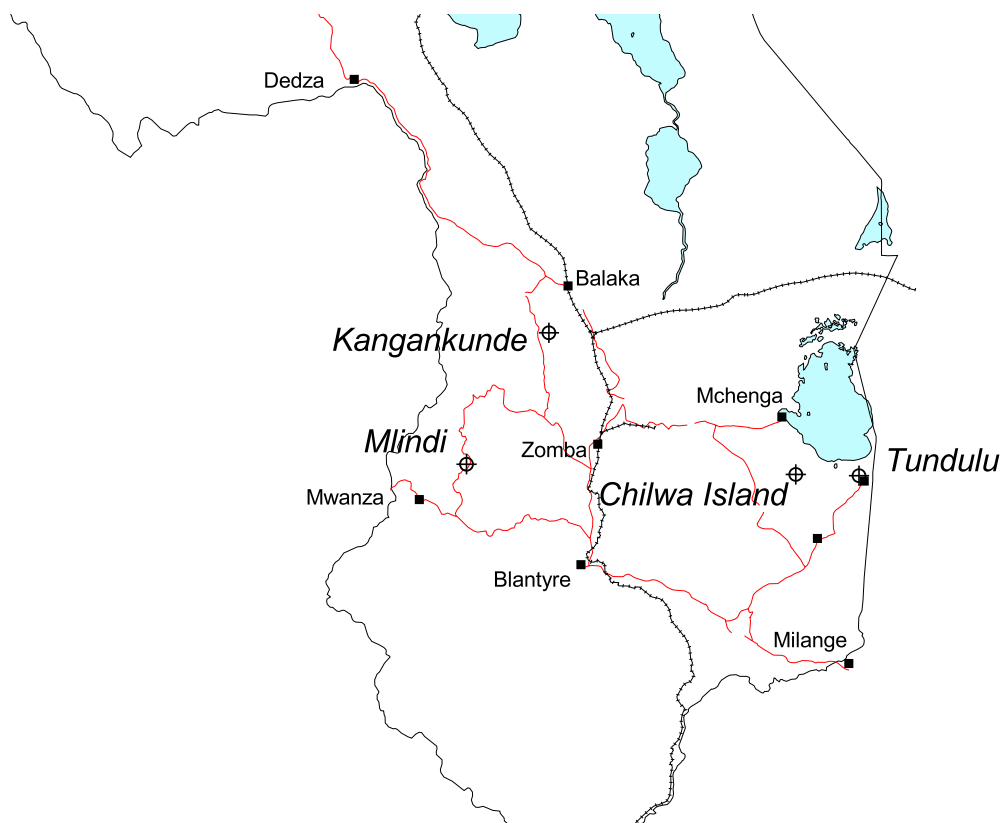 Dedza
Balaka
Kangankunde
Mchenga
Mlindi
Zomba
Tundulu
Mwanza
Chilwa Island
Blantyre
Milange